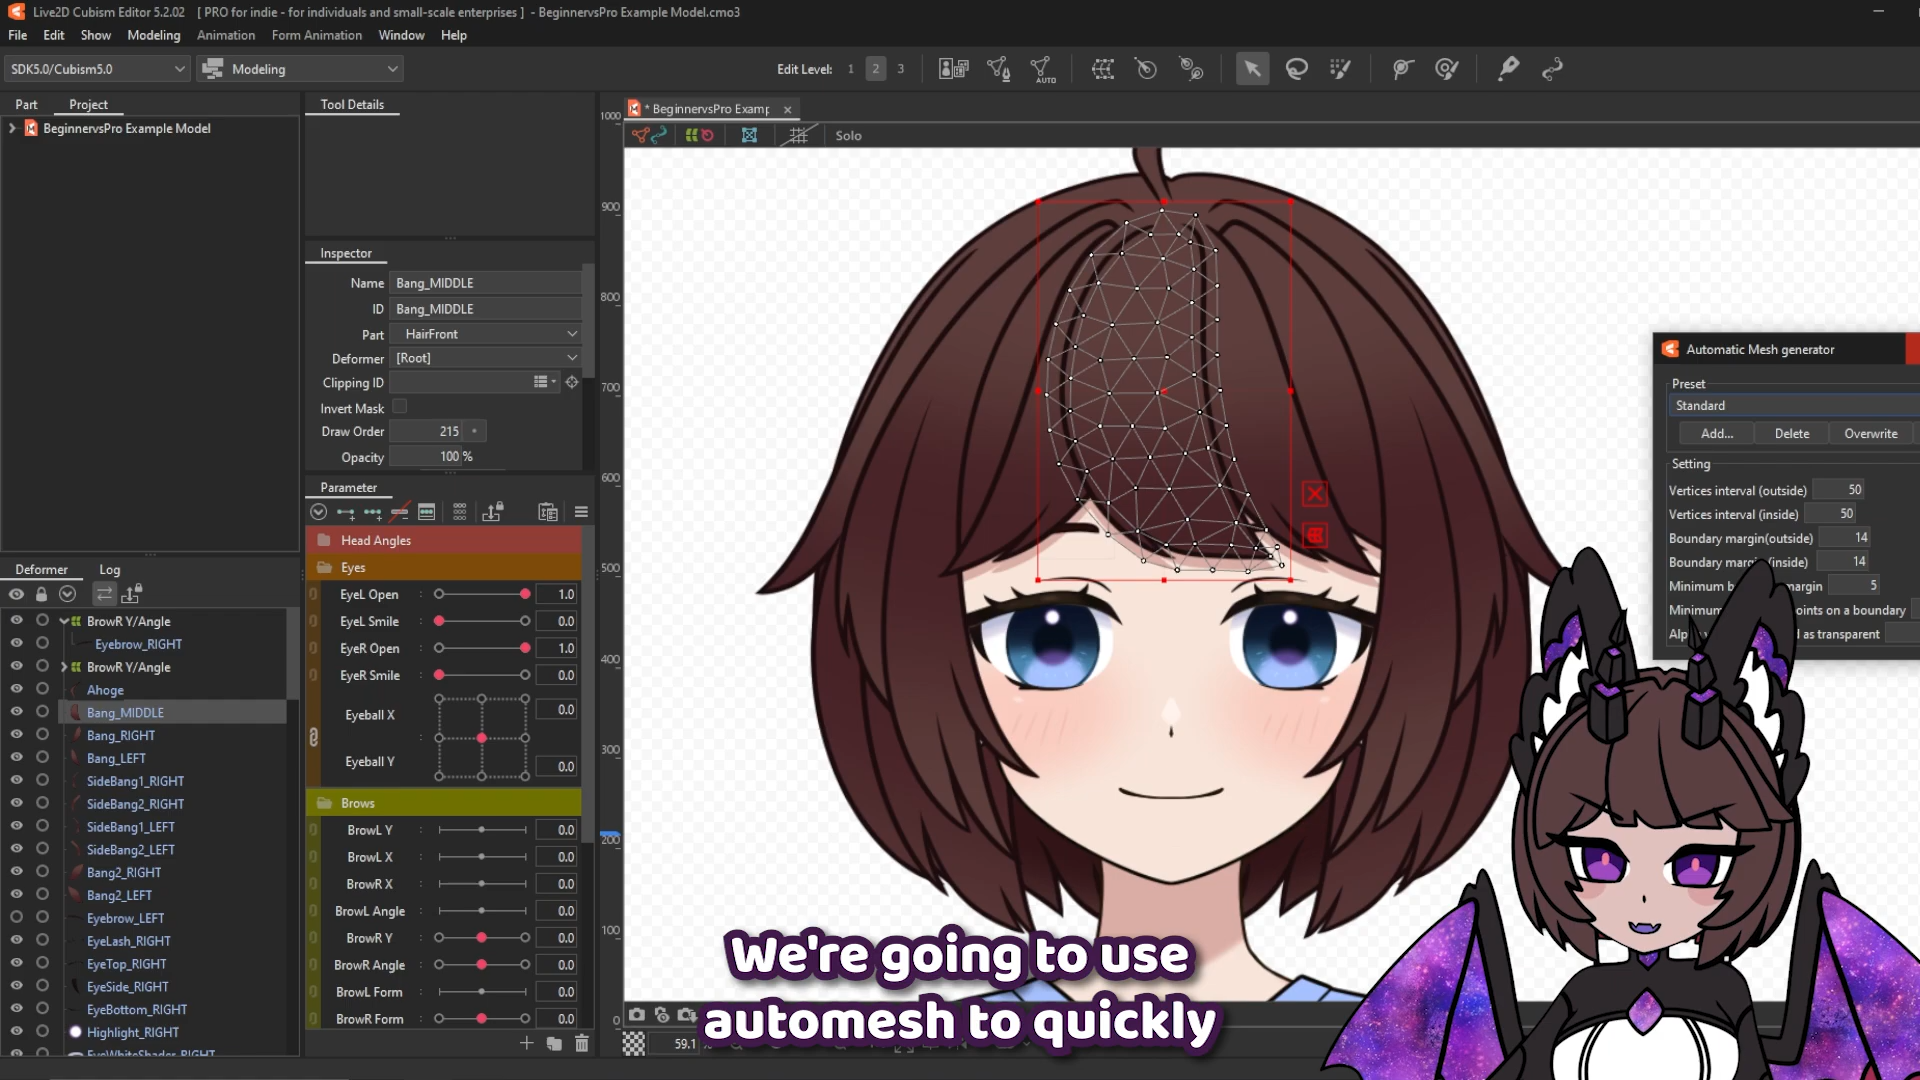 Live2D Cubism Editor 5.2.02 [ PRO for indie - for individuals and small-scale enterprises ] - BeginnervsPro Example Model.cmo3
File Edit Show Modeling Animation Form Animation Window Help
SDK5.0/Cubism5.0 Modeling Edit Level: 1 2 3 AUTO
Part Project
BeginnervsPro Example Model
Tool Details
* BeginnervsPro Examp
Solo
Inspector
Name Bang_MIDDLE
ID Bang_MIDDLE
Part HairFront
Deformer [Root]
Clipping ID
Invert Mask
Draw Order 215
Opacity 100 %
Parameter
Head Angles
Eyes
EyeL Open 1.0
EyeL Smile 0.0
EyeR Open 1.0
EyeR Smile 0.0
Eyeball X 0.0
Eyeball Y 0.0
Brows
BrowL Y 0.0
BrowL X 0.0
BrowR X 0.0
BrowL Angle 0.0
BrowR Y 0.0
BrowR Angle 0.0
BrowL Form 0.0
BrowR Form 0.0
Deformer Log
BrowR Y/Angle
Eyebrow_RIGHT
BrowR Y/Angle
Ahoge
Bang_MIDDLE
Bang_RIGHT
Bang_LEFT
SideBang1_RIGHT
SideBang2_RIGHT
SideBang1_LEFT
SideBang2_LEFT
Bang2_RIGHT
Bang2_LEFT
Eyebrow_LEFT
EyeLash_RIGHT
EyeTop_RIGHT
EyeSide_RIGHT
EyeBottom_RIGHT
Highlight_RIGHT
EyeWhiteShader_RIGHT
1000
900
800
700
600
500
400
300
200
100
0
59.1
Automatic Mesh generator
Preset
Standard
Add... Delete Overwrite
Setting
Vertices interval (outside) 50
Vertices interval (inside) 50
Boundary margin(outside) 14
Boundary margin(inside) 14
Minimum margin 5
Minimum points on a boundary
as transparent
We're going to use
automesh to quickly